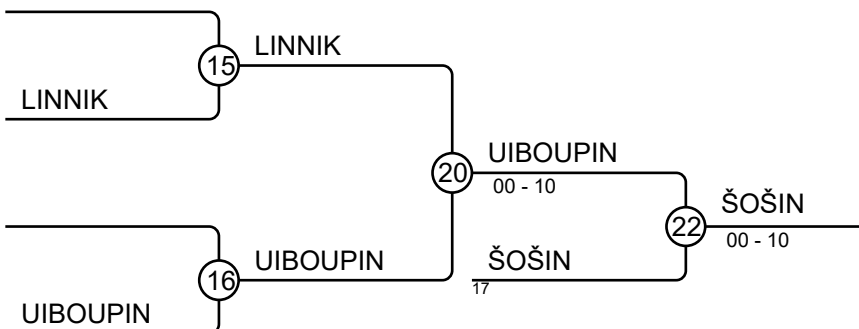 LINNIK
15
LINNIK
UIBOUPIN
20
00 - 10
ŠOŠIN
22
00 - 10
UIBOUPIN
16
ŠOŠIN
17
UIBOUPIN